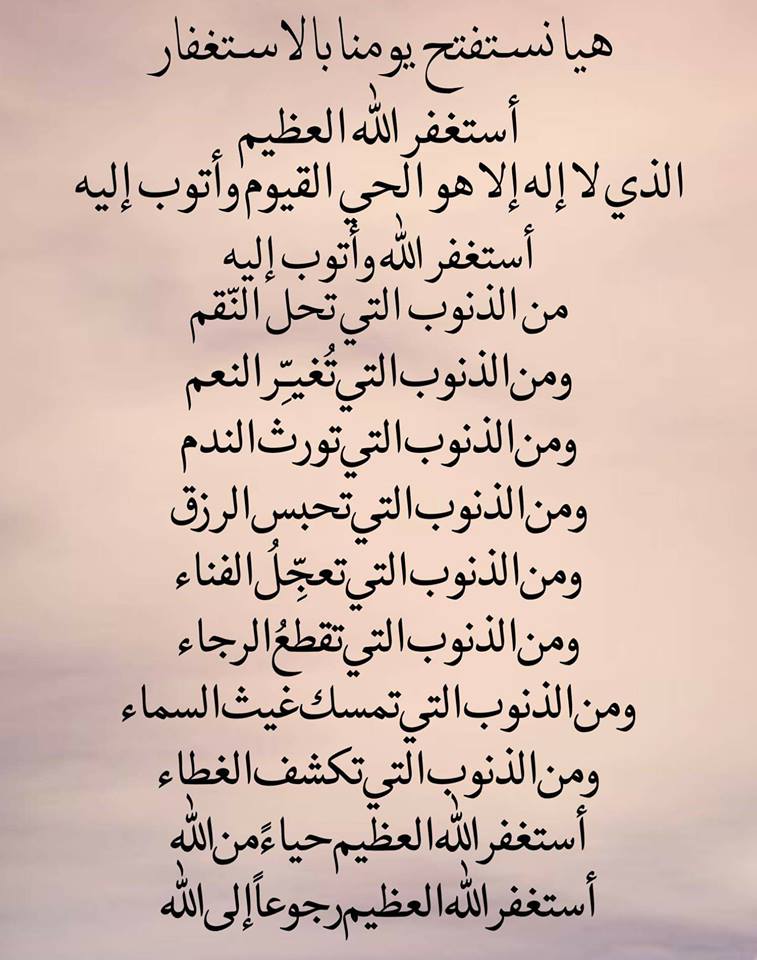 هيا نستفتح يومنا بالاستغفار
أستغفر الله العظيم
الذي لا إله إلا هو الحي القيوم وأتوب إليه
أستغفر الله وأتوب إليه
من الذنوب التي تحل النّقم
ومن الذنوب التي تُغيِّر النعم
ومن الذنوب التي تورث الندم
ومن الذنوب التي تحبس الرزق
ومن الذنوب التي تعجِّلُ الفناء
ومن الذنوب التي تقطعُ الرجاء
ومن الذنوب التي تمسك غيث السماء
ومن الذنوب التي تكشف الغطاء
أستغفر الله العظيم حياءً من الله
أستغفر الله العظيم رجوعاً إلى الله